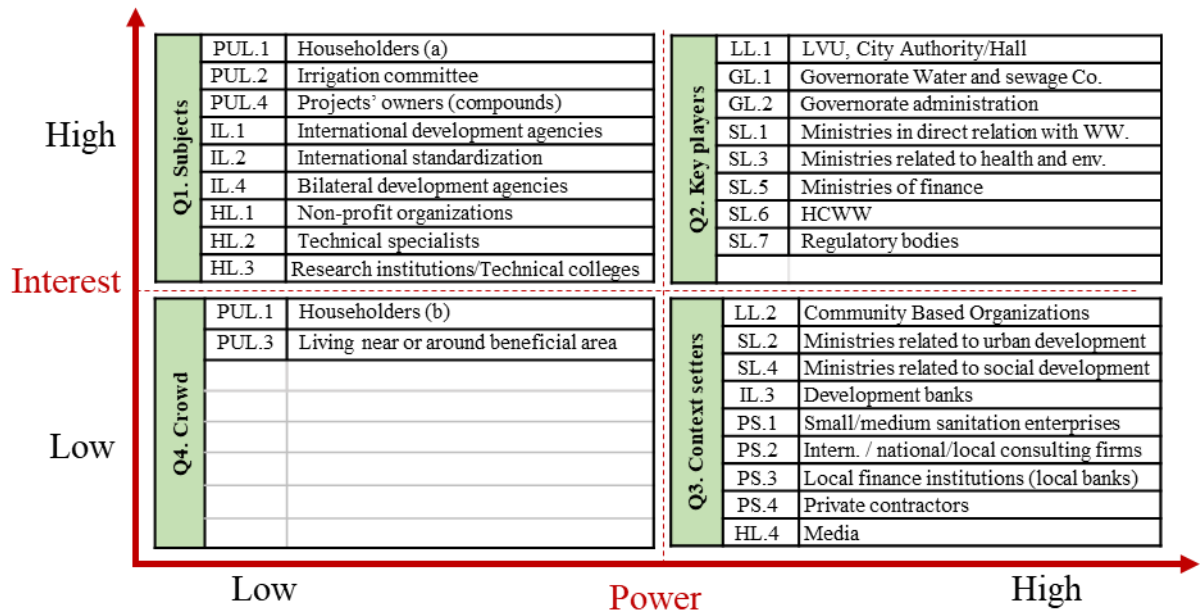 High
Interest
Low
Q1. Subjects
PUL.1 Householders (a)
PUL.2 Irrigation committee
PUL.4 Projects' owners (compounds)
IL.1 International development agencies
IL.2 International standardization
IL.4 Bilateral development agencies
HL.1 Non-profit organizations
HL.2 Technical specialists
HL.3 Research institutions/Technical colleges
Q2. Key players
LL.1 LVU, City Authority/Hall
GL.1 Governorate Water and sewage Co.
GL.2 Governorate administration
SL.1 Ministries in direct relation with WW.
SL.3 Ministries related to health and env.
SL.5 Ministries of finance
SL.6 HCWW
SL.7 Regulatory bodies
Q4. Crowd
PUL.1 Householders (b)
PUL.3 Living near or around beneficial area
Q3. Context setters
LL.2 Community Based Organizations
SL.2 Ministries related to urban development
SL.4 Ministries related to social development
IL.3 Development banks
PS.1 Small/medium sanitation enterprises
PS.2 Intern. / national/local consulting firms
PS.3 Local finance institutions (local banks)
PS.4 Private contractors
HL.4 Media
Low
Power
High